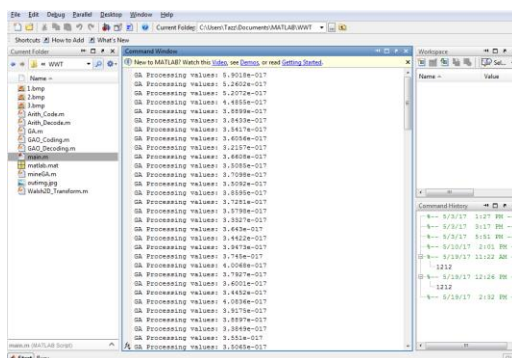 File Edit Debug Parallel Desktop Window Help
Current Folder: C:\Users\Tazz\Documents\MATLAB\WWT
Shortcuts How to Add What's New
Current Folder
WWT
Name
1.bmp
2.bmp
3.bmp
Arith_Code.m
Arith_Decode.m
GA.m
GAO_Coding.m
GAO_Decoding.m
main.m
matlab.mat
mineGA.m
outimg.jpg
Walsh2D_Transform.m
main.m (MATLAB Script)
Start
Command Window
New to MATLAB? Watch this Video, see Demos, or read Getting Started.
GA Processing values: 5.9018e-017
GA Processing values: 5.2602e-017
GA Processing values: 5.2072e-017
GA Processing values: 4.4855e-017
GA Processing values: 3.8899e-017
GA Processing values: 3.8433e-017
GA Processing values: 3.5417e-017
GA Processing values: 3.6056e-017
GA Processing values: 3.2157e-017
GA Processing values: 3.6608e-017
GA Processing values: 3.5085e-017
GA Processing values: 3.7098e-017
GA Processing values: 3.5092e-017
GA Processing values: 3.6595e-017
GA Processing values: 3.7281e-017
GA Processing values: 3.5798e-017
GA Processing values: 3.3327e-017
GA Processing values: 3.643e-017
GA Processing values: 3.4422e-017
GA Processing values: 3.9673e-017
GA Processing values: 3.745e-017
GA Processing values: 4.0068e-017
GA Processing values: 3.7827e-017
GA Processing values: 3.6001e-017
GA Processing values: 3.4452e-017
GA Processing values: 4.0836e-017
GA Processing values: 3.9175e-017
GA Processing values: 3.8897e-017
GA Processing values: 3.3869e-017
GA Processing values: 3.551e-017
GA Processing values: 3.5065e-017
Workspace
Name Value
Command History
5/3/17 1:27 PM
5/3/17 3:17 PM
5/3/17 5:51 PM
5/10/17 2:01 PM
5/19/17 11:22 AM
1212
5/19/17 12:26 PM
1212
5/19/17 2:32 PM